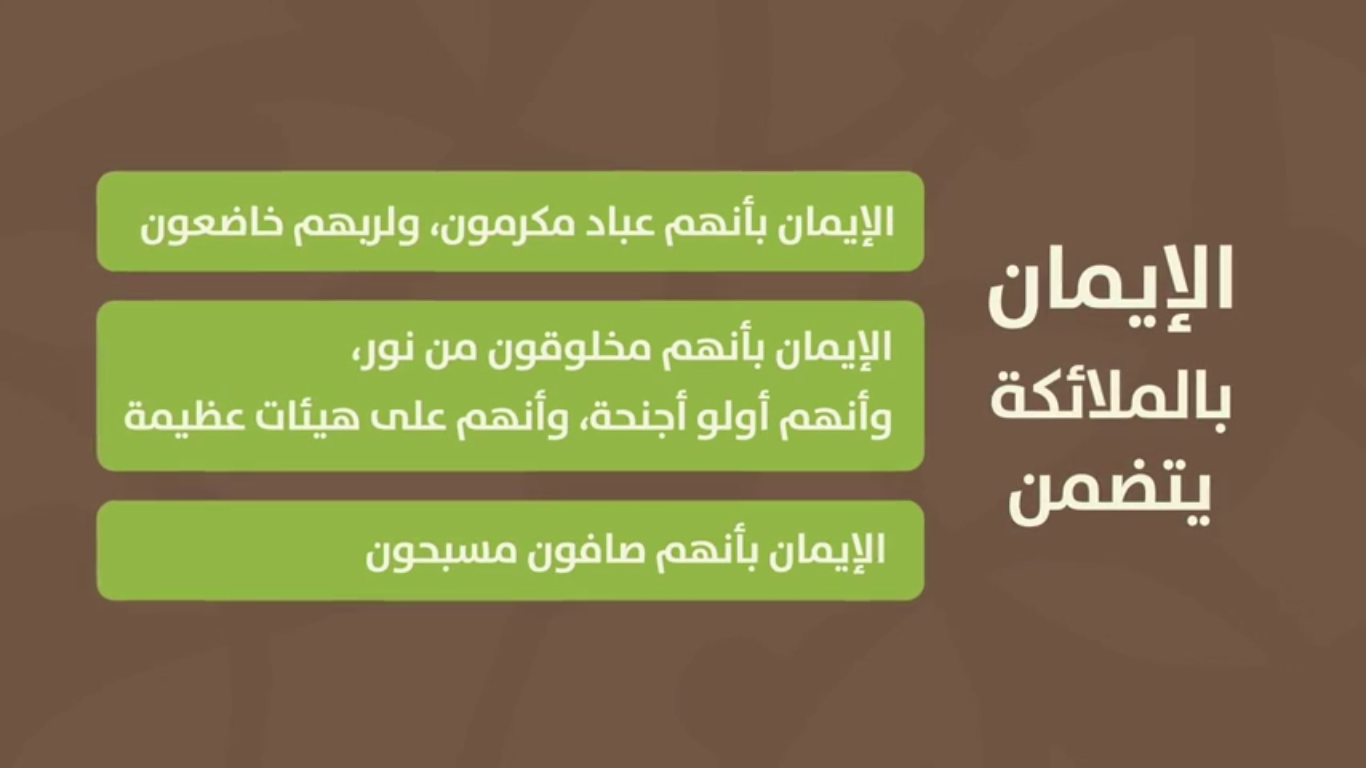 الإيمان
بالملائكة
يتضمن
الإيمان بأنهم عباد مكرمون، ولربهم خاضعون
الإيمان بأنهم مخلوقون من نور،
وأنهم أولو أجنحة، وأنهم على هيئات عظيمة
الإيمان بأنهم صافون مسبحون